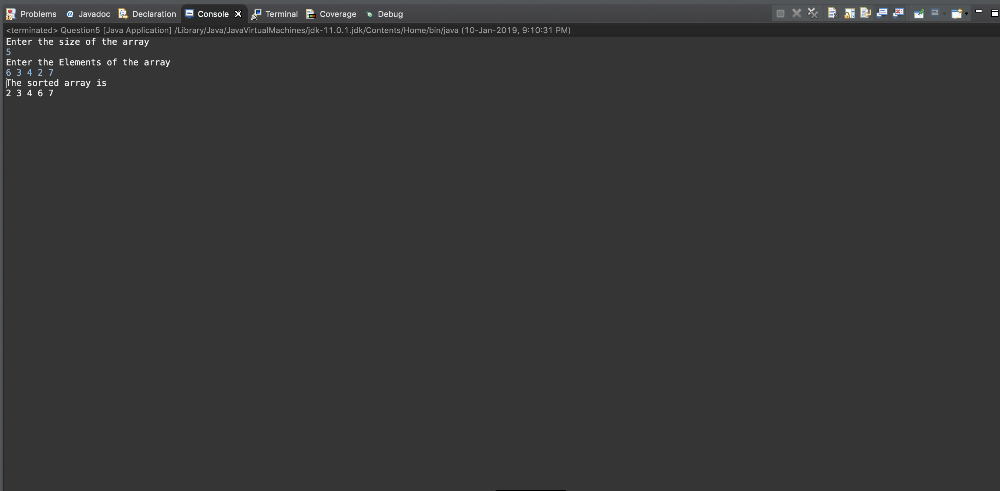 Problems @ Javadoc Declaration Console Terminal Coverage Debug
<terminated> Question5 [Java Application] /Library/Java/JavaVirtualMachines/jdk-11.0.1.jdk/Contents/Home/bin/java (10-Jan-2019, 9:10:31 PM)
Enter the size of the array
5
Enter the Elements of the array
6 3 4 2 7
The sorted array is
2 3 4 6 7